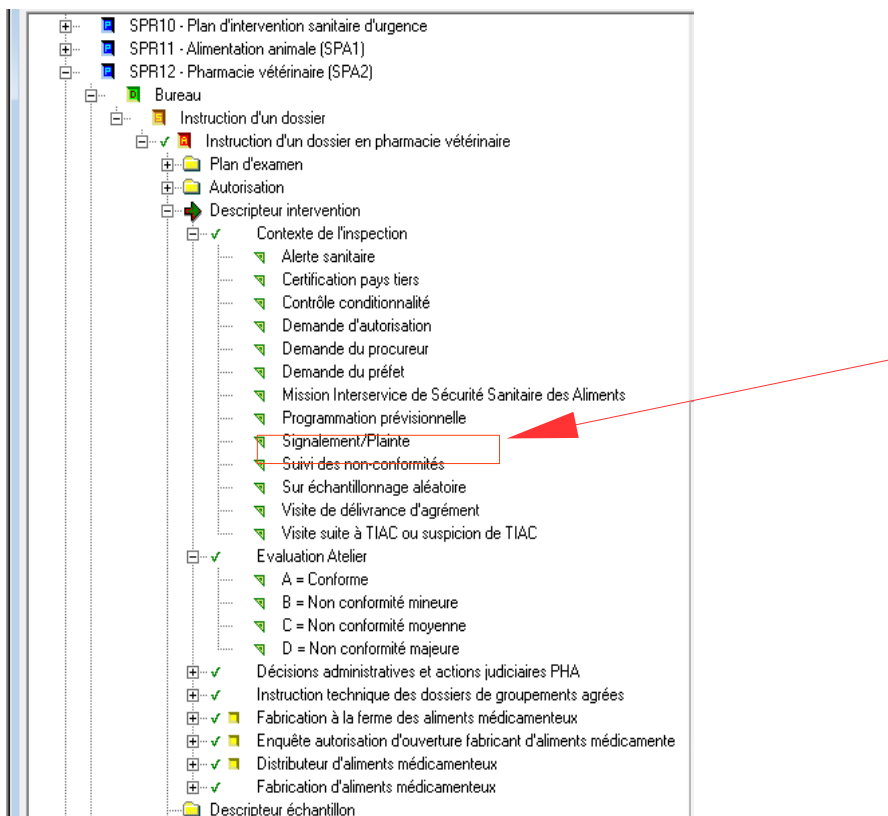 SPR10 - Plan d'intervention sanitaire d'urgence
SPR11 - Alimentation animale (SPA1)
SPR12 - Pharmacie vétérinaire (SPA2)
Bureau
Instruction d'un dossier
Instruction d'un dossier en pharmacie vétérinaire
Plan d'examen
Autorisation
Descripteur intervention
Contexte de l'inspection
Alerte sanitaire
Certification pays tiers
Contrôle conditionnalité
Demande d'autorisation
Demande du procureur
Demande du préfet
Mission Interservice de Sécurité Sanitaire des Aliments
Programmation prévisionnelle
Signalement/Plainte
Suivi des non-conformités
Sur échantillonnage aléatoire
Visite de délivrance d'agrément
Visite suite à TIAC ou suspicion de TIAC
Evaluation Atelier
A = Conforme
B = Non conformité mineure
C = Non conformité moyenne
D = Non conformité majeure
Décisions administratives et actions judiciaires PHA
Instruction technique des dossiers de groupements agrées
Fabrication à la ferme des aliments médicamenteux
Enquête autorisation d'ouverture fabricant d'aliments médicamente
Distributeur d'aliments médicamenteux
Fabrication d'aliments médicamenteux
Descripteur échantillon